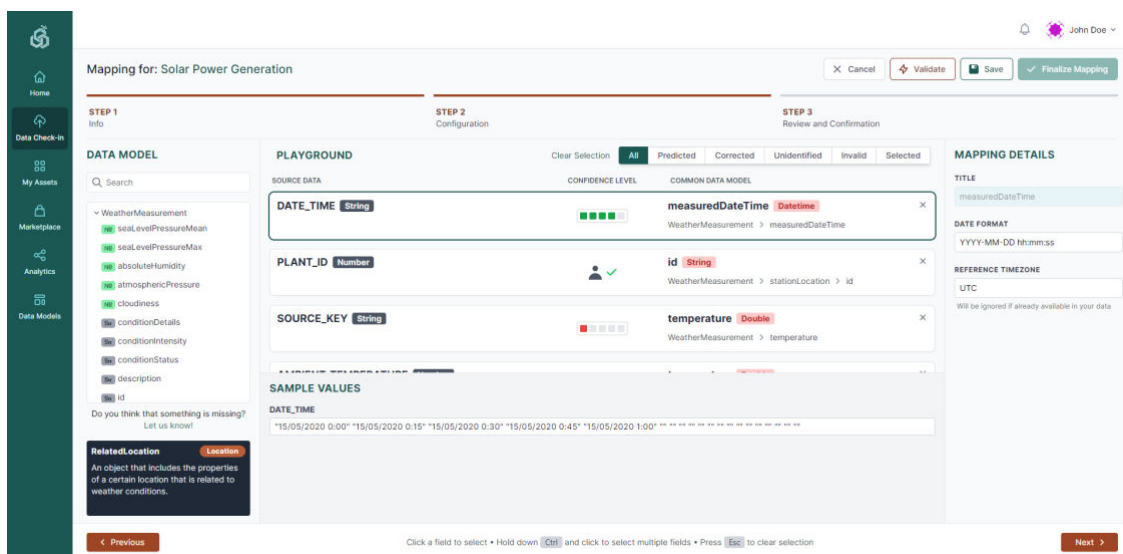 John Doe
Mapping for: Solar Power Generation
Cancel
Validate
Save
Finalize Mapping
Home
Data Check-in
My Assets
Marketplace
Analytics
Data Models
STEP 1
Info
STEP 2
Configuration
STEP 3
Review and Confirmation
DATA MODEL
Search
WeatherMeasurement
NB seaLevelPressureMean
NB seaLevelPressureMax
NB absoluteHumidity
NB atmosphericPressure
NB cloudiness
conditionDetails
conditionIntensity
conditionStatus
description
id
Do you think that something is missing?
Let us know!
RelatedLocation Location
An object that includes the properties
of a certain location that is related to
weather conditions.
PLAYGROUND
Clear Selection All Predicted Corrected Unidentified Invalid Selected
SOURCE DATA CONFIDENCE LEVEL COMMON DATA MODEL
DATE_TIME String measuredDateTime Datetime
WeatherMeasurement > measuredDateTime
PLANT_ID Number id String
WeatherMeasurement > stationLocation > id
SOURCE_KEY String temperature Double
WeatherMeasurement > temperature
SAMPLE VALUES
DATE_TIME
"15/05/2020 0:00" "15/05/2020 0:15" "15/05/2020 0:30" "15/05/2020 0:45" "15/05/2020 1:00" "" "" "" "" "" "" "" "" "" "" "" "" "" "" ""
MAPPING DETAILS
TITLE
measuredDateTime
DATE FORMAT
YYYY-MM-DD hh:mm:ss
REFERENCE TIMEZONE
UTC
Will be ignored if already available in your data
Previous
Click a field to select • Hold down Ctrl and click to select multiple fields • Press Esc to clear selection
Next